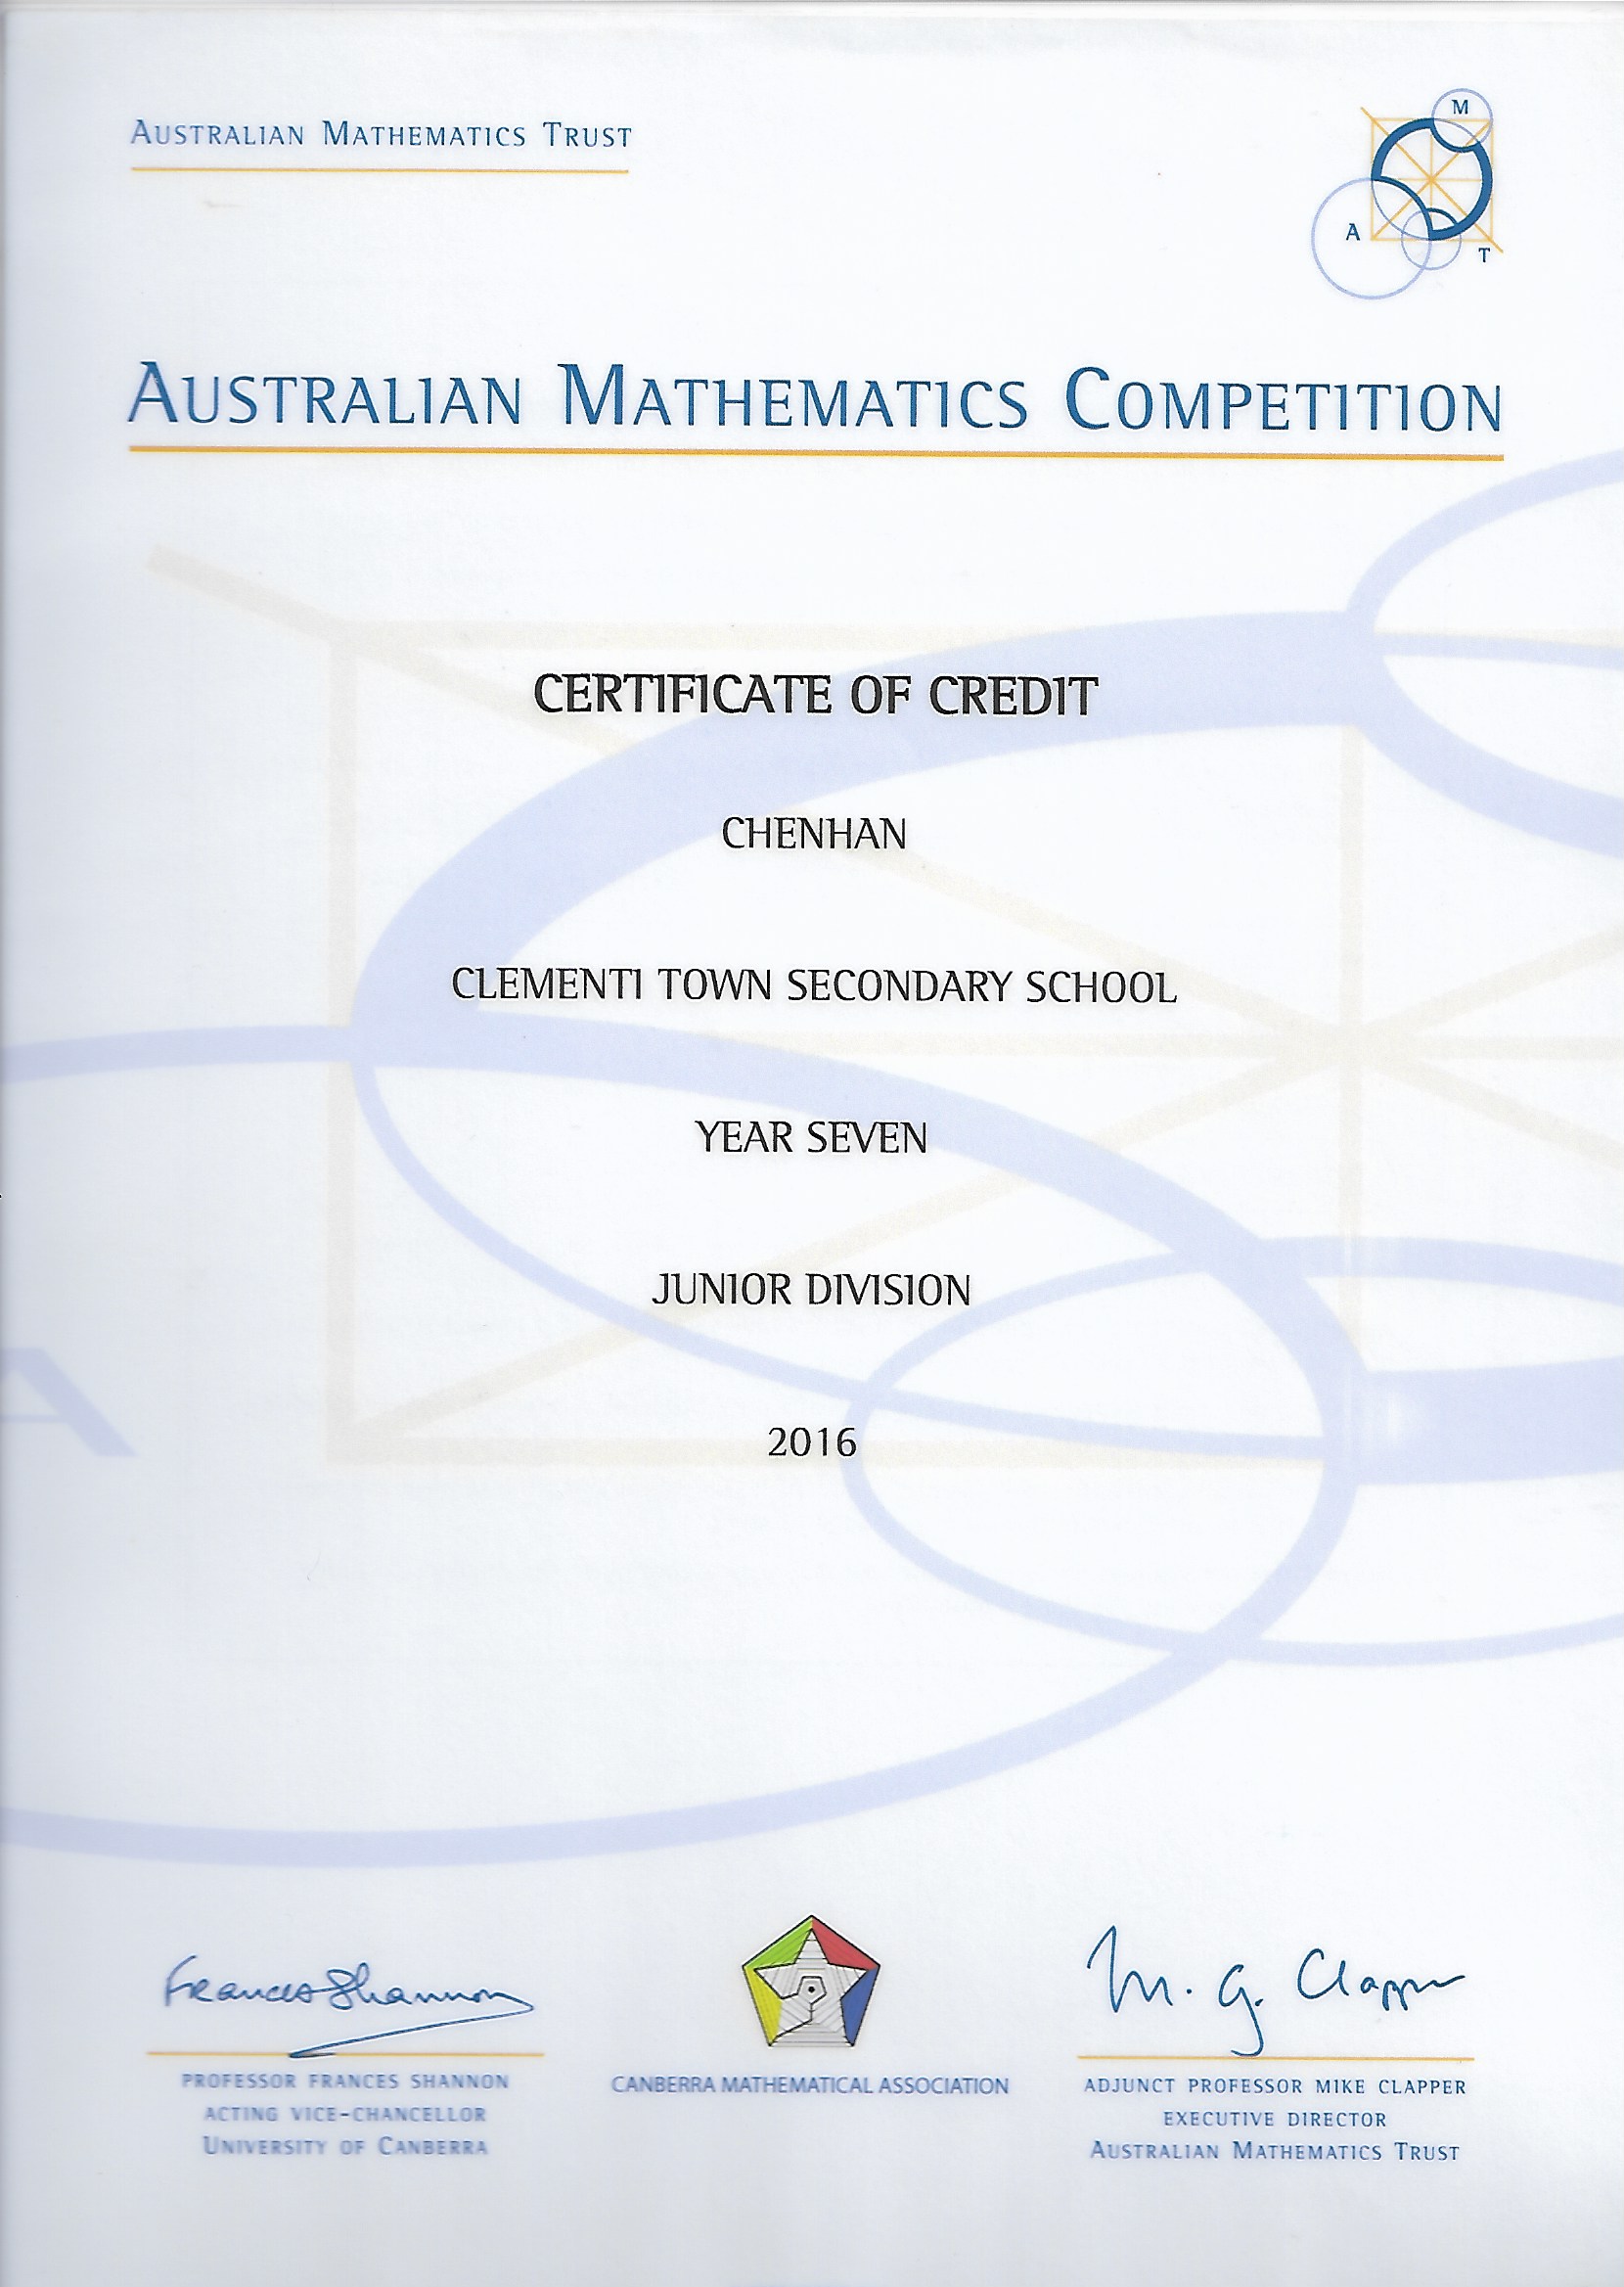 AUSTRALIAN MATHEMATICS TRUST
M
A
T
AUSTRALIAN MATHEMATICS COMPETITION
CERTIFICATE OF CREDIT
CHENHAN
CLEMENTI TOWN SECONDARY SCHOOL
YEAR SEVEN
JUNIOR DIVISION
A
2016
Frances Shannon
M. G. Clapper
PROFESSOR FRANCES SHANNON
ACTING VICE-CHANCELLOR
UNIVERSITY OF CANBERRA
CANBERRA MATHEMATICAL ASSOCIATION
ADJUNCT PROFESSOR MIKE CLAPPER
EXECUTIVE DIRECTOR
AUSTRALIAN MATHEMATICS TRUST